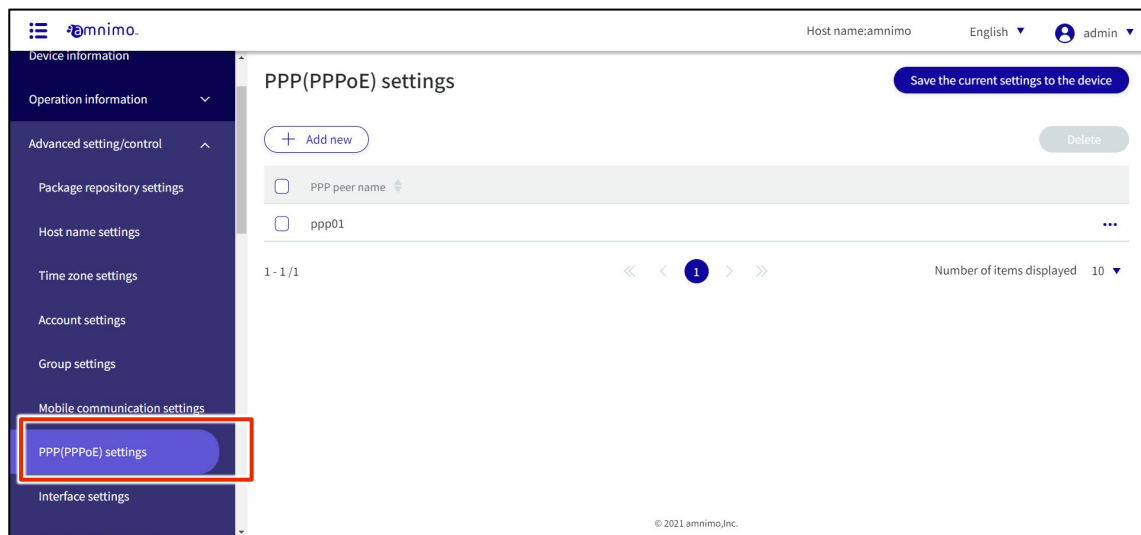 amnimo
Host name:amnimo
English
admin
Device information
Operation information
Advanced setting/control
Package repository settings
Host name settings
Time zone settings
Account settings
Group settings
Mobile communication settings
PPP(PPPoE) settings
Interface settings
PPP(PPPoE) settings
Save the current settings to the device
+ Add new
Delete
PPP peer name
ppp01
1 - 1 /1
1
Number of items displayed 10
© 2021 amnimo,Inc.